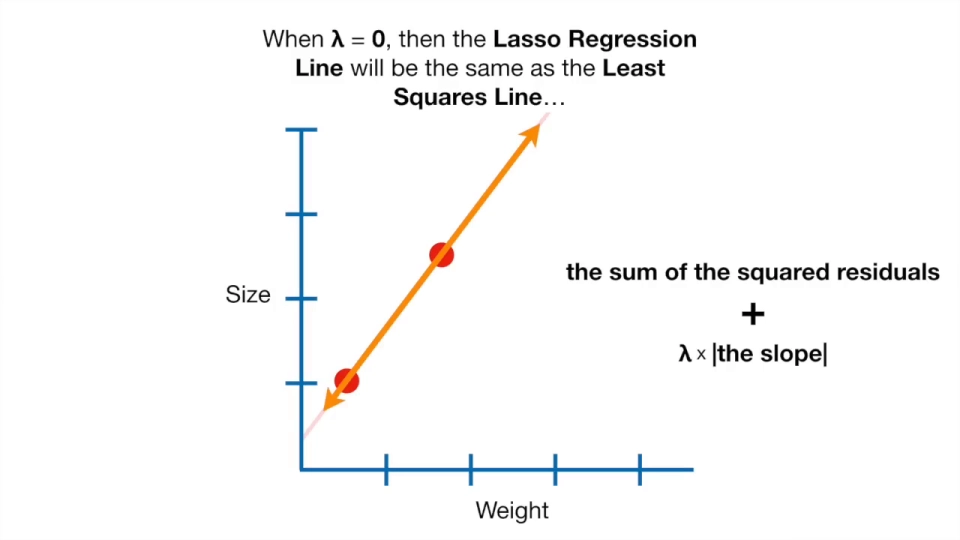 When λ = 0, then the Lasso Regression
Line will be the same as the Least
Squares Line…
Size
the sum of the squared residuals
+
λ x |the slope|
Weight